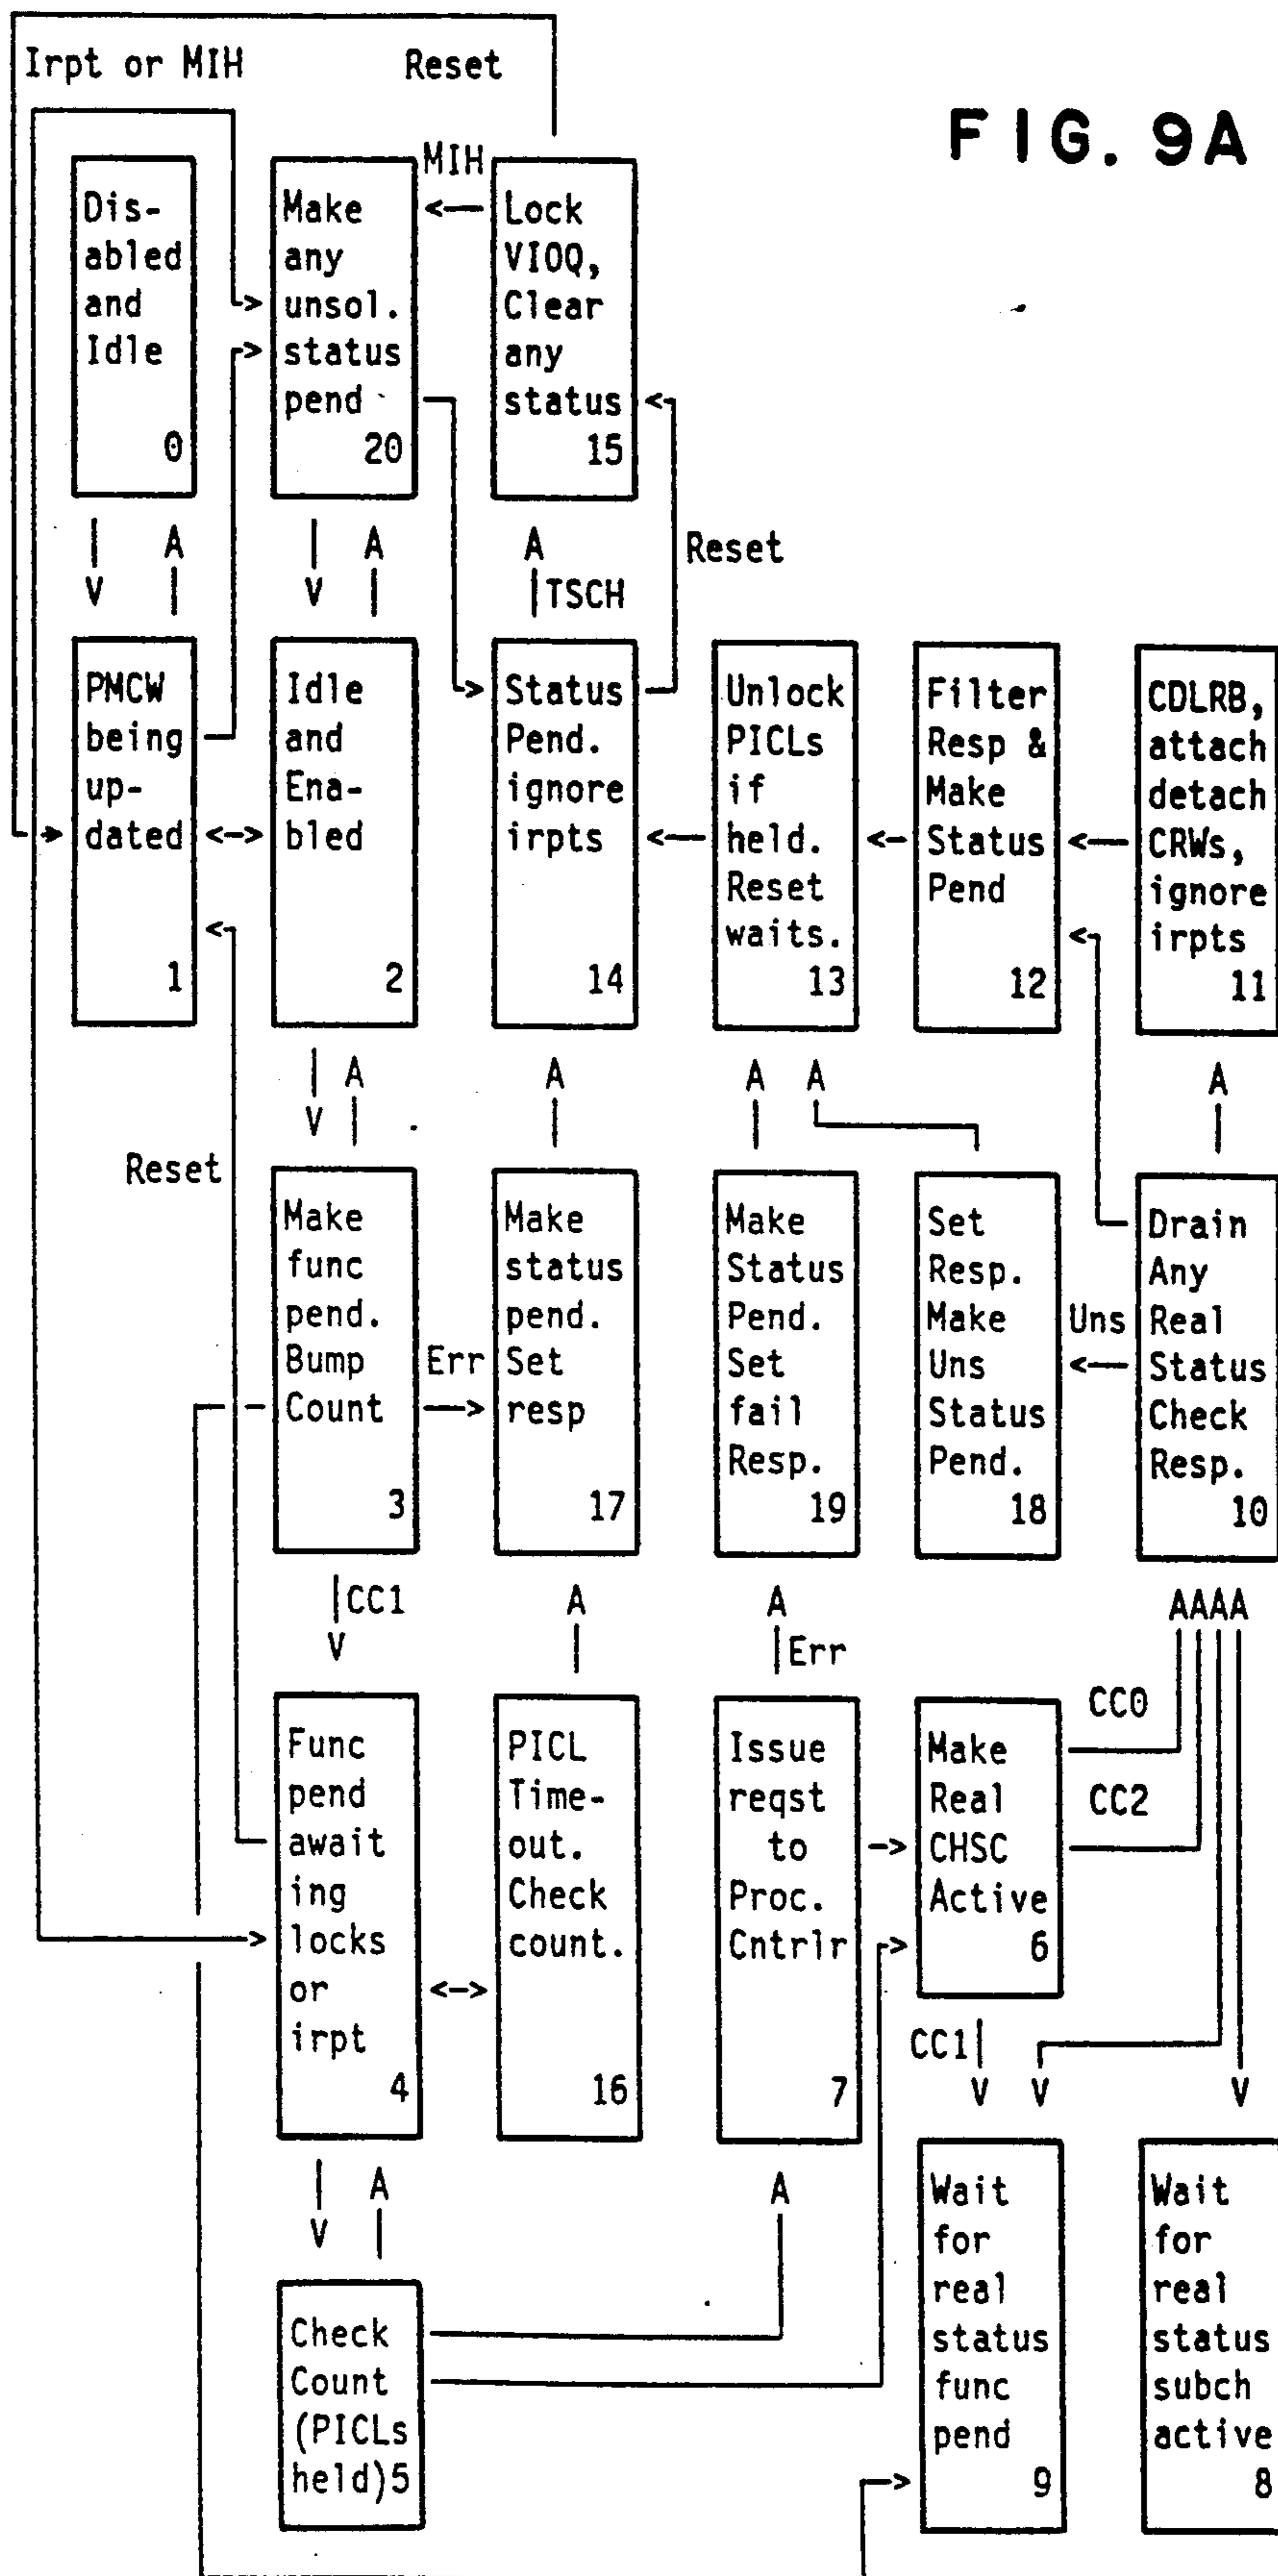 Irpt or MIH
Reset
FIG. 9A
MIH
Dis-
abled
and
Idle
0
Make
any
unsol.
status
pend
20
Lock
VIOQ,
Clear
any
status
15
Reset
TSCH
PMCW
being
up-
dated
1
Idle
and
Ena-
bled
2
Status
Pend.
ignore
irpts
14
Unlock
PICLs
if
held.
Reset
waits.
13
Filter
Resp &
Make
Status
Pend
12
CDLRB,
attach
detach
CRWs,
ignore
irpts
11
Reset
Make
func
pend.
Bump
Count
3
Err
Make
status
pend.
Set
resp
17
Make
Status
Pend.
Set
fail
Resp.
19
Set
Resp.
Make
Uns
Status
Pend.
18
Uns
Drain
Any
Real
Status
Check
Resp.
10
CC1
Err
Func
pend
await
ing
locks
or
irpt
4
PICL
Time-
out.
Check
count.
16
Issue
reqst
to
Proc.
Cntrlr
7
Make
Real
CHSC
Active
6
CC0
CC2
CC1
Check
Count
(PICLs
held)5
Wait
for
real
status
func
pend
9
Wait
for
real
status
subch
active
8